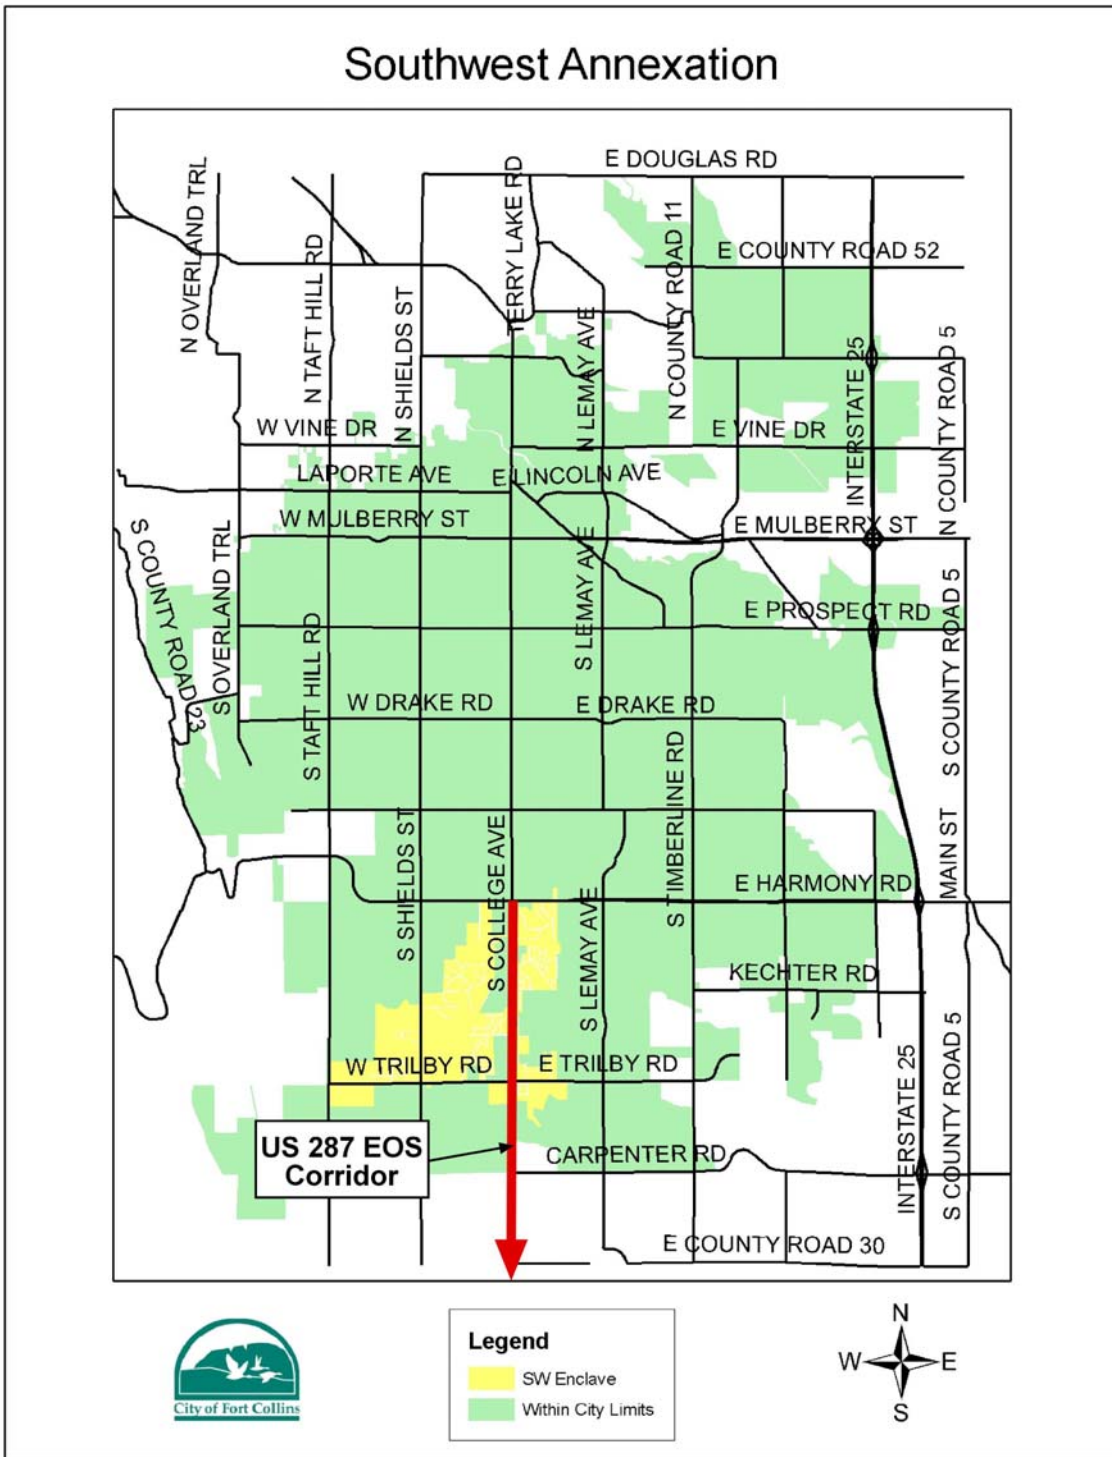 Southwest Annexation
E DOUGLAS RD
N OVERLAND TRL
TERRY LAKE RD
N COUNTY ROAD 11
E COUNTY ROAD 52
N TAFT HILL RD
N SHIELDS ST
N LEMAY AVE
INTERSTATE 25
N COUNTY ROAD 5
W VINE DR
E VINE DR
LAPORTE AVE
E LINCOLN AVE
W MULBERRY ST
E MULBERRY ST
S COUNTY ROAD 23
S OVERLAND TRL
S LEMAY AVE
E PROSPECT RD
S COUNTY ROAD 5
S TAFT HILL RD
W DRAKE RD
E DRAKE RD
S TIMBERLINE RD
S SHIELDS ST
S COLLEGE AVE
MAIN ST
E HARMONY RD
S LEMAY AVE
KECHTER RD
W TRILBY RD
E TRILBY RD
INTERSTATE 25
S COUNTY ROAD 5
US 287 EOS
Corridor
CARPENTER RD
E COUNTY ROAD 30
City of Fort Collins
Legend
SW Enclave
Within City Limits
N
W
E
S